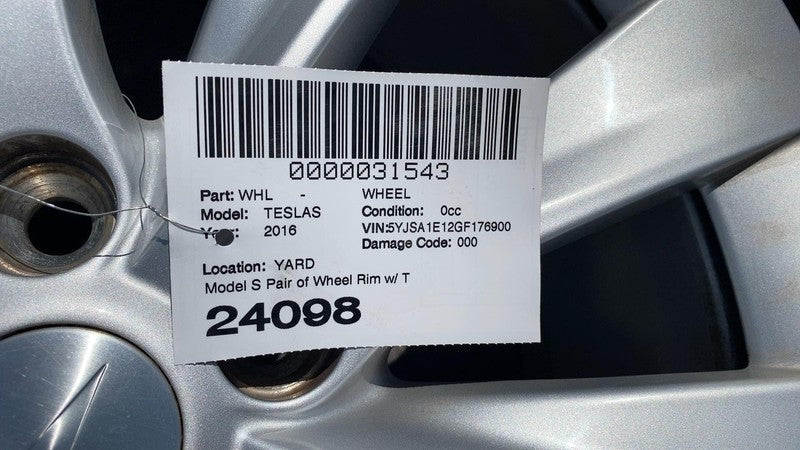 0000031543
Part: WHL - WHEEL
Model: TESLAS Condition: 0cc
Year: 2016 VIN:5YJSA1E12GF176900
Damage Code: 000
Location: YARD
Model S Pair of Wheel Rim w/ T
24098